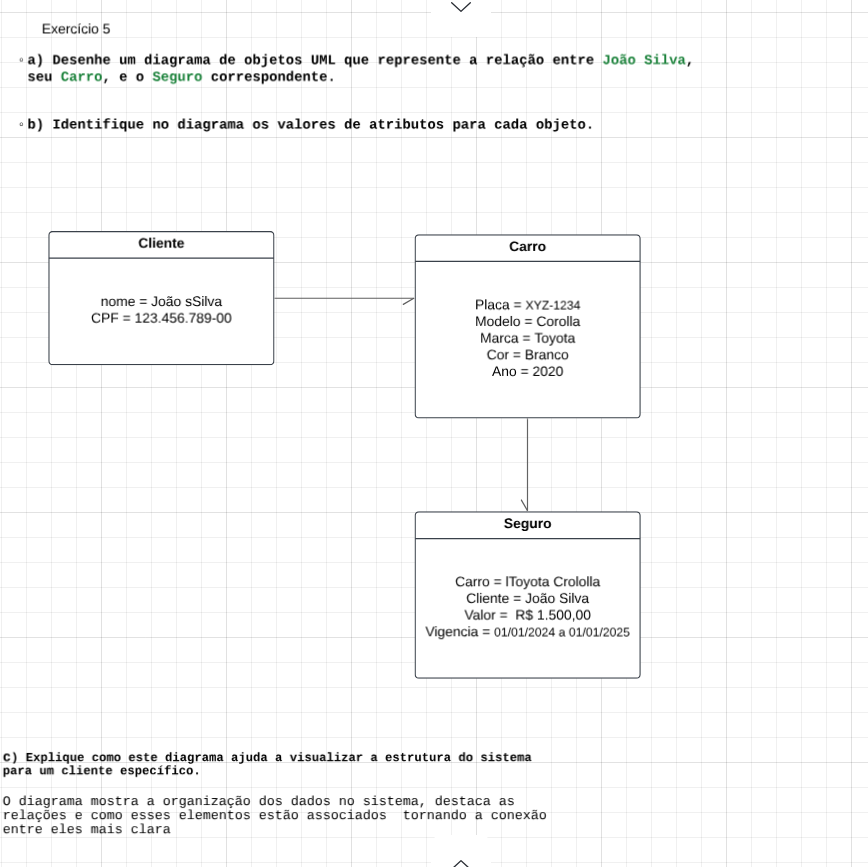 Exercício 5
◦ a) Desenhe um diagrama de objetos UML que represente a relação entre João Silva,
seu Carro, e o Seguro correspondente.
◦ b) Identifique no diagrama os valores de atributos para cada objeto.
Cliente
nome = João sSilva
CPF = 123.456.789-00
Carro
Placa = XYZ-1234
Modelo = Corolla
Marca = Toyota
Cor = Branco
Ano = 2020
Seguro
Carro = lToyota Crololla
Cliente = João Silva
Valor =  R$ 1.500,00
Vigencia = 01/01/2024 a 01/01/2025
C) Explique como este diagrama ajuda a visualizar a estrutura do sistema
para um cliente específico.
O diagrama mostra a organização dos dados no sistema, destaca as
relações e como esses elementos estão associados  tornando a conexão
entre eles mais clara